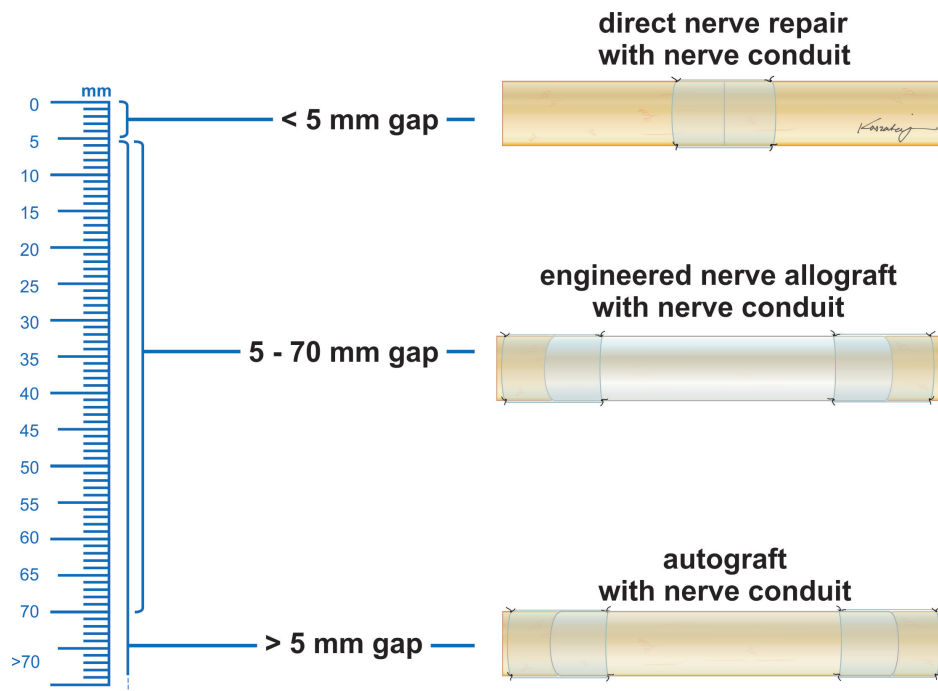 direct nerve repair
with nerve conduit
mm
0
< 5 mm gap
5
10
15
20
engineered nerve allograft
with nerve conduit
25
30
5 - 70 mm gap
35
40
45
50
55
60
autograft
with nerve conduit
65
70
> 5 mm gap
>70